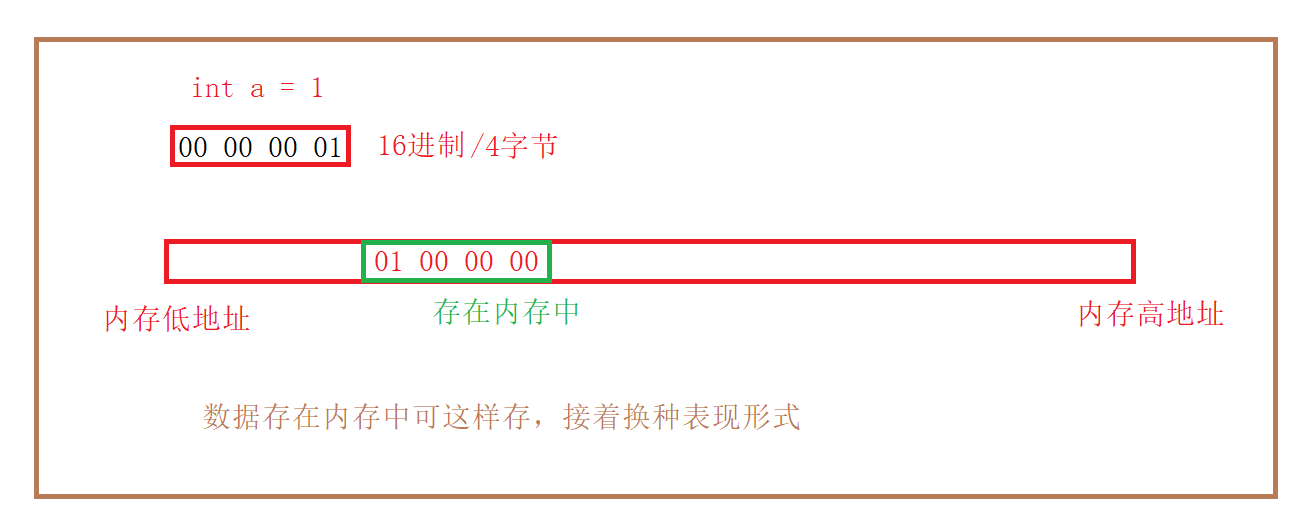 int a = 1
00 00 00 01 16进制/4字节
01 00 00 00
内存低地址 存在内存中 内存高地址
数据存在内存中可这样存，接着换种表现形式